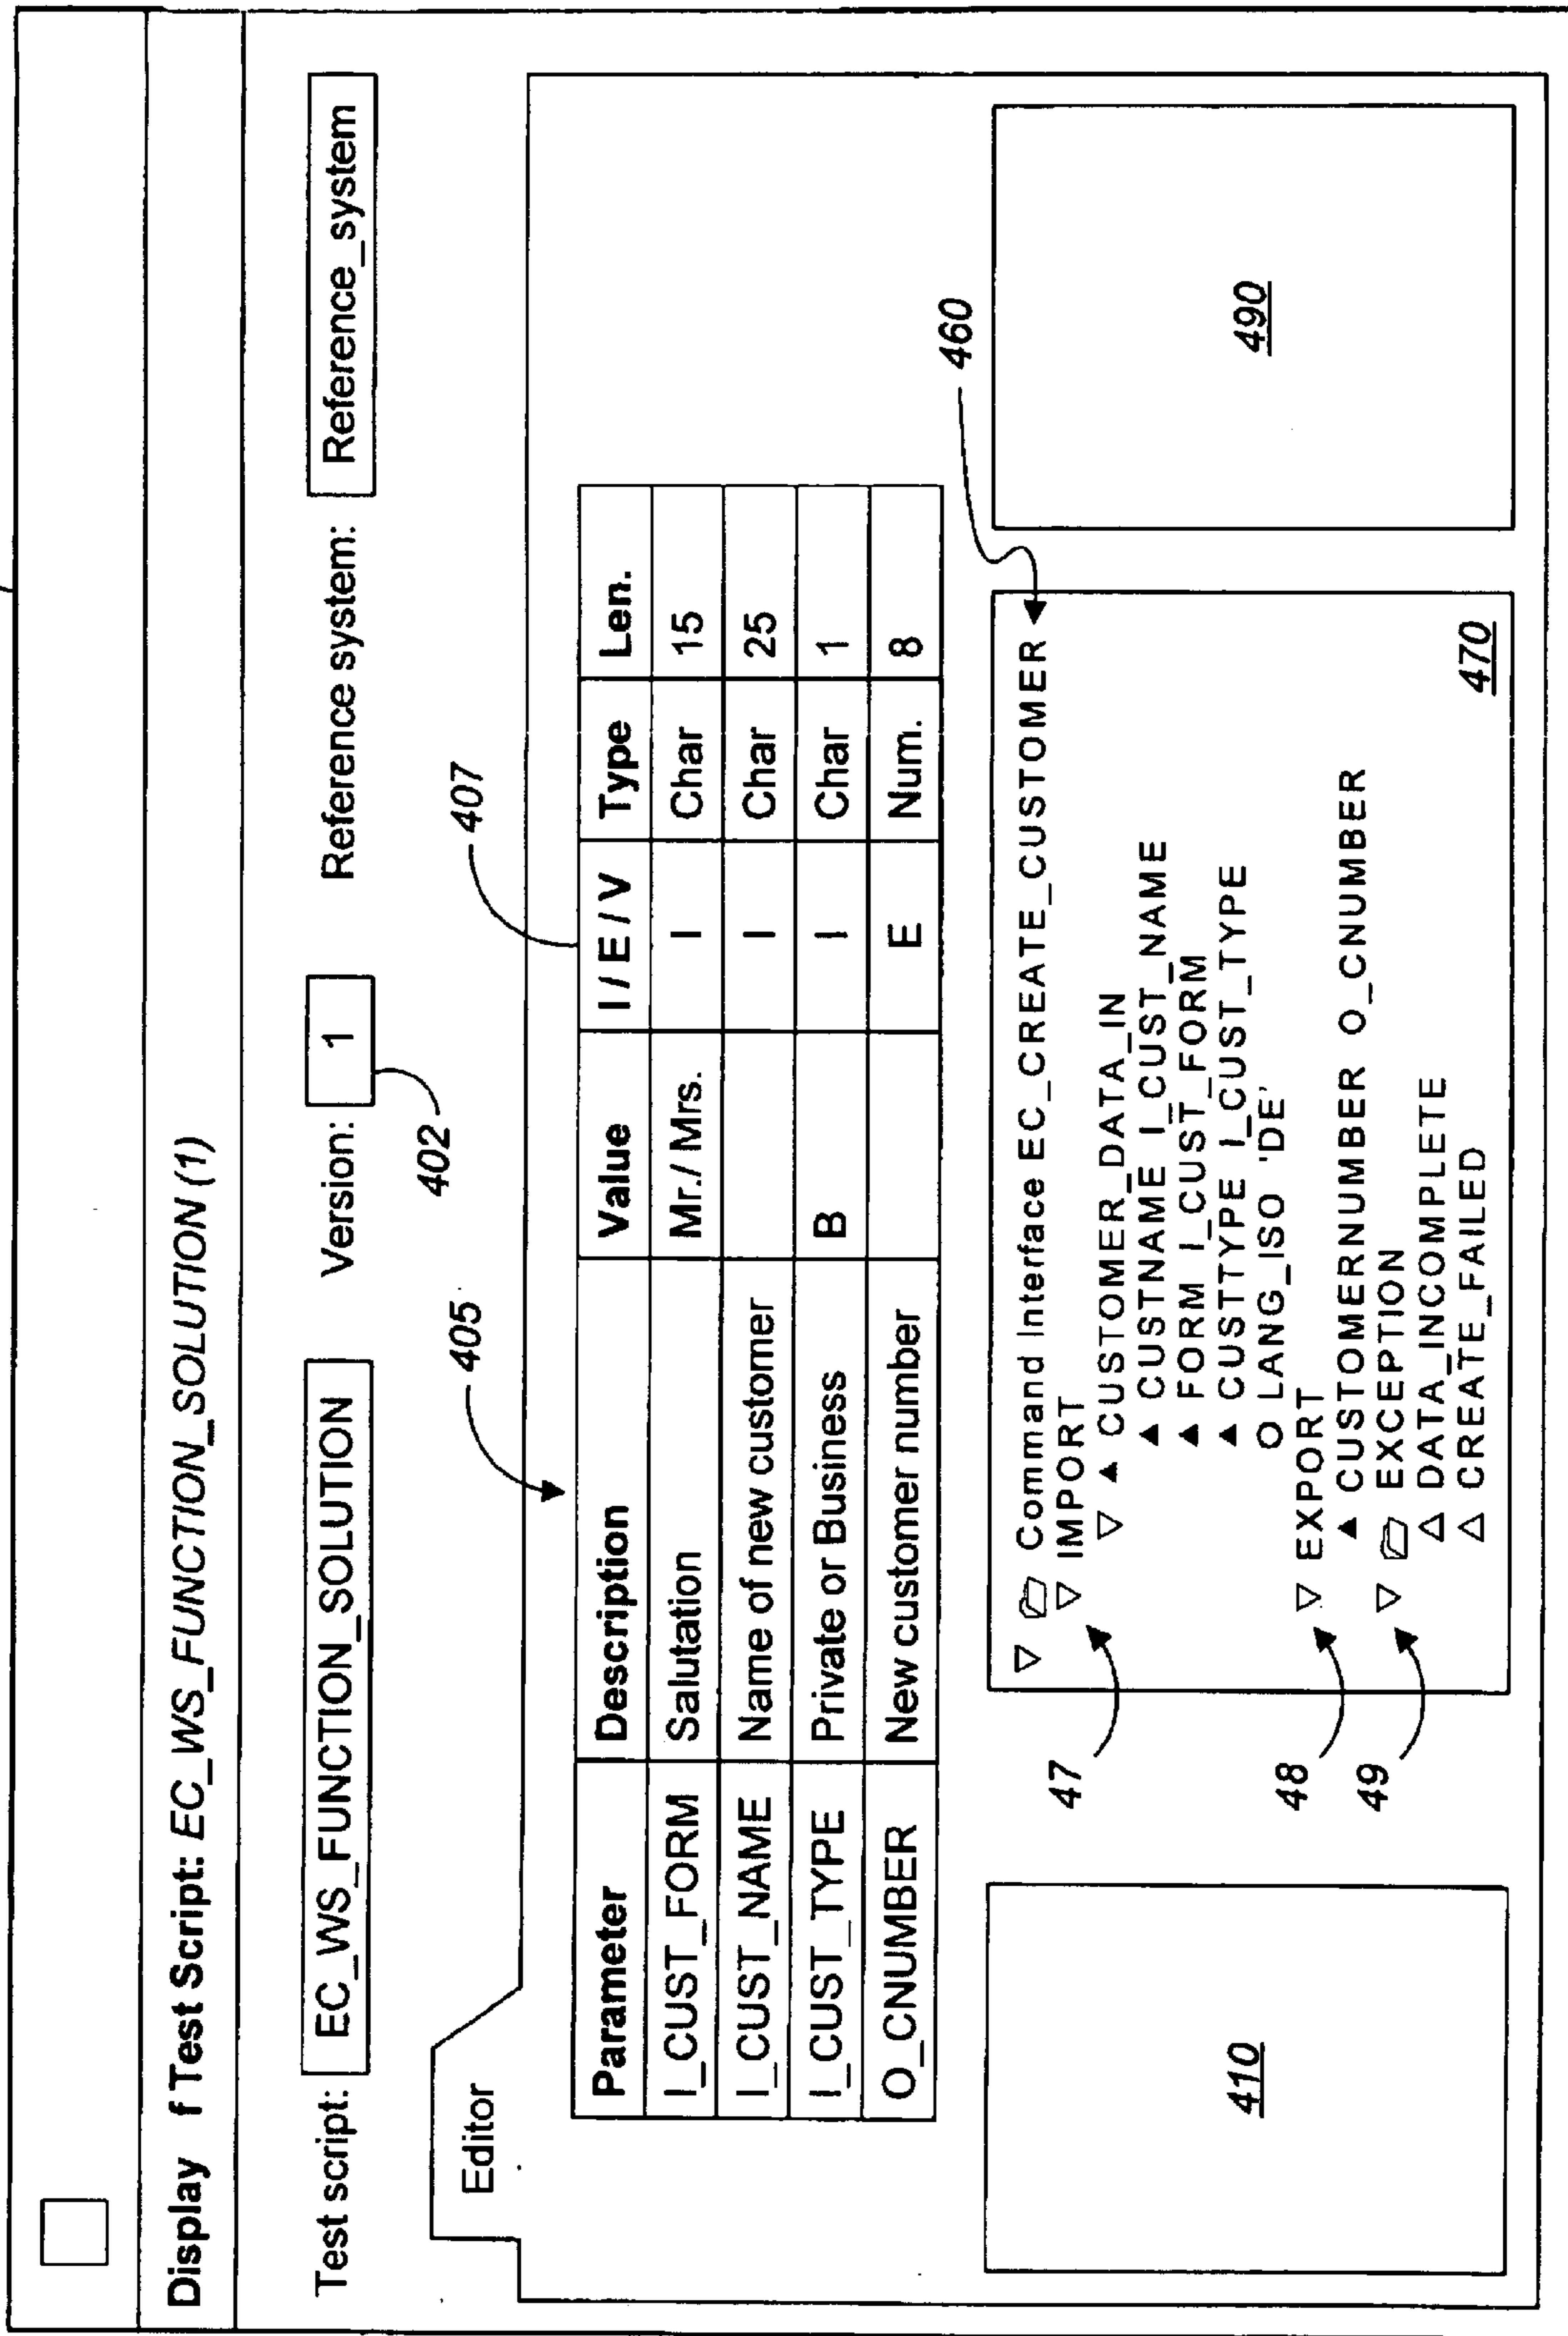 Display f Test Script: EC_WS_FUNCTION_SOLUTION (1)
Test script: EC_WS_FUNCTION_SOLUTION Version: 1 Reference system: Reference_system
402
Editor
405
407
Parameter Description Value I / E / V Type Len.
I_CUST_FORM Salutation Mr./ Mrs. I Char 15
I_CUST_NAME Name of new customer I Char 25
I_CUST_TYPE Private or Business B I Char 1
O_CNUMBER New customer number E Num. 8
460
410
47
48
49
Command Interface EC_CREATE_CUSTOMER
IMPORT
CUSTOMER_DATA_IN
CUSTNAME I_CUST_NAME
FORM I_CUST_FORM
CUSTTYPE I_CUST_TYPE
O LANG_ISO 'DE'
EXPORT
CUSTOMERNUMBER O_CNUMBER
EXCEPTION
DATA_INCOMPLETE
CREATE_FAILED
470
490